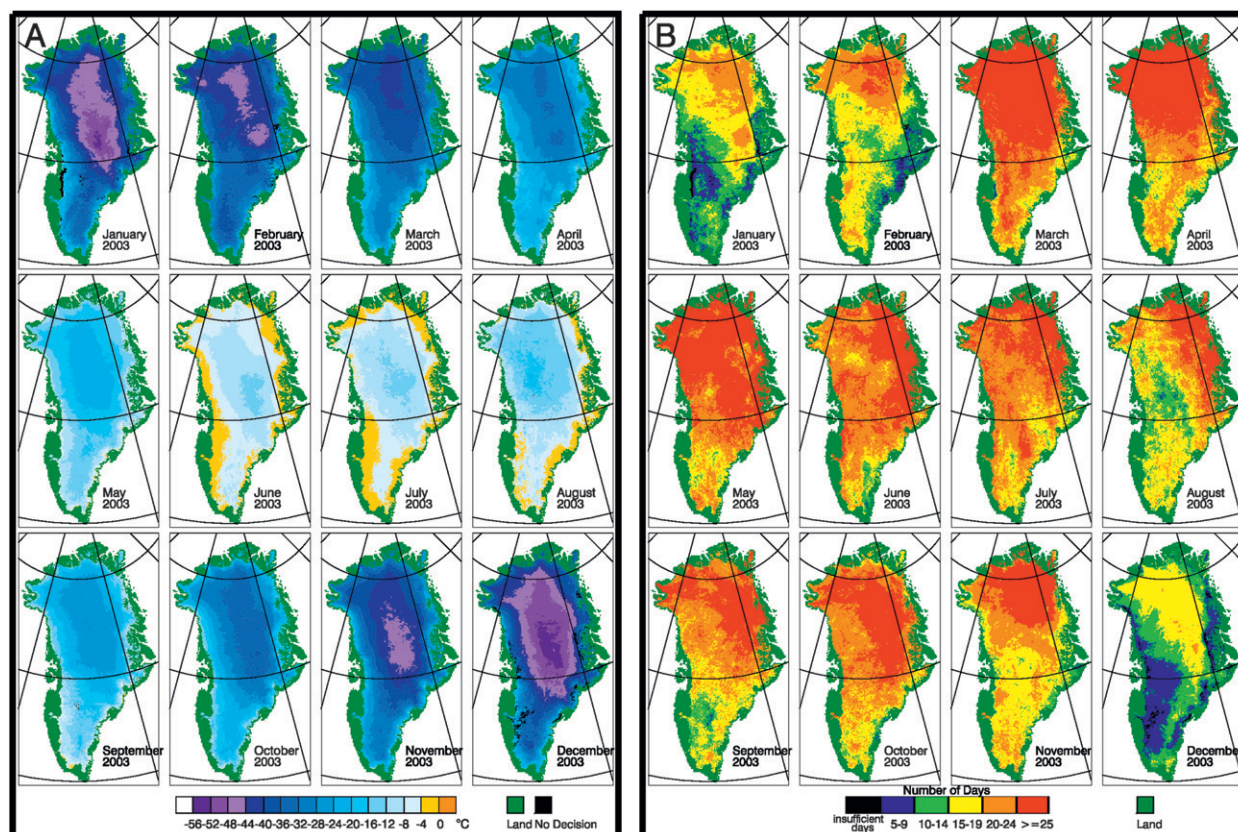 A
January
2003
February
2003
March
2003
April
2003
May
2003
June
2003
July
2003
August
2003
September
2003
October
2003
November
2003
December
2003
-56-52-48-44-40-36-32-28-24-20-16-12 -8 -4 0 °C
Land No Decision
B
January
2003
February
2003
March
2003
April
2003
May
2003
June
2003
July
2003
August
2003
September
2003
October
2003
November
2003
December
2003
Number of Days
insufficient
days 5-9 10-14 15-19 20-24 >=25
Land